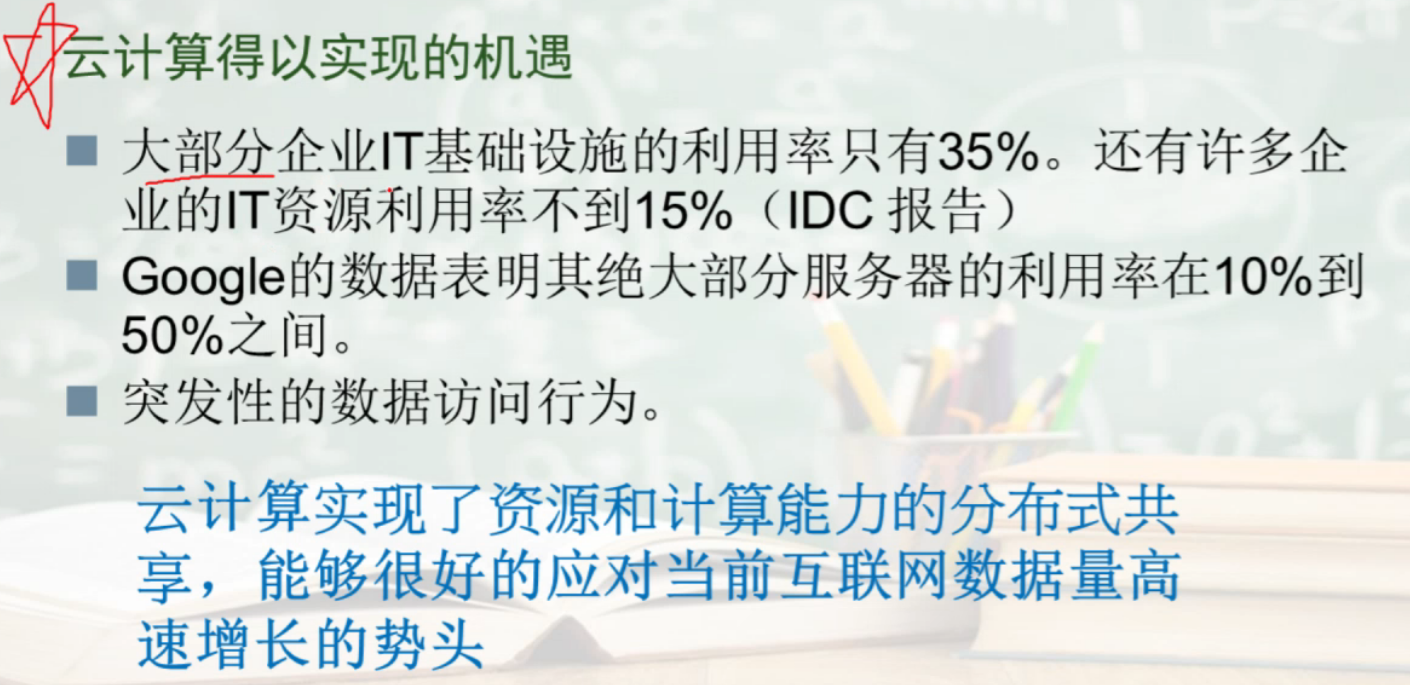 云计算得以实现的机遇
大部分企业IT基础设施的利用率只有35%。还有许多企
业的IT资源利用率不到15%（IDC 报告）
Google的数据表明其绝大部分服务器的利用率在10%到
50%之间。
突发性的数据访问行为。
云计算实现了资源和计算能力的分布式共
享，能够很好的应对当前互联网数据量高
速增长的势头